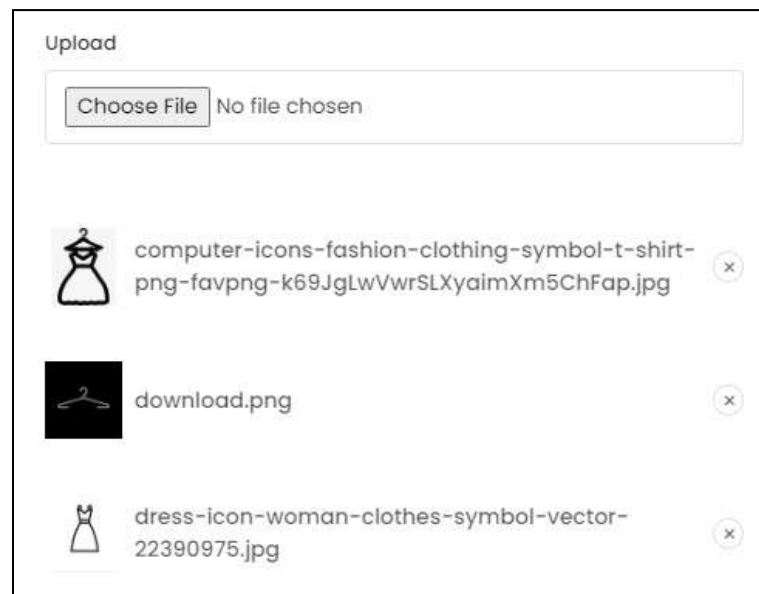 Upload
Choose File No file chosen
computer-icons-fashion-clothing-symbol-t-shirt-
png-favpng-k69JgLwVwrSLXyaimXm5ChFap.jpg
download.png
dress-icon-woman-clothes-symbol-vector-
22390975.jpg